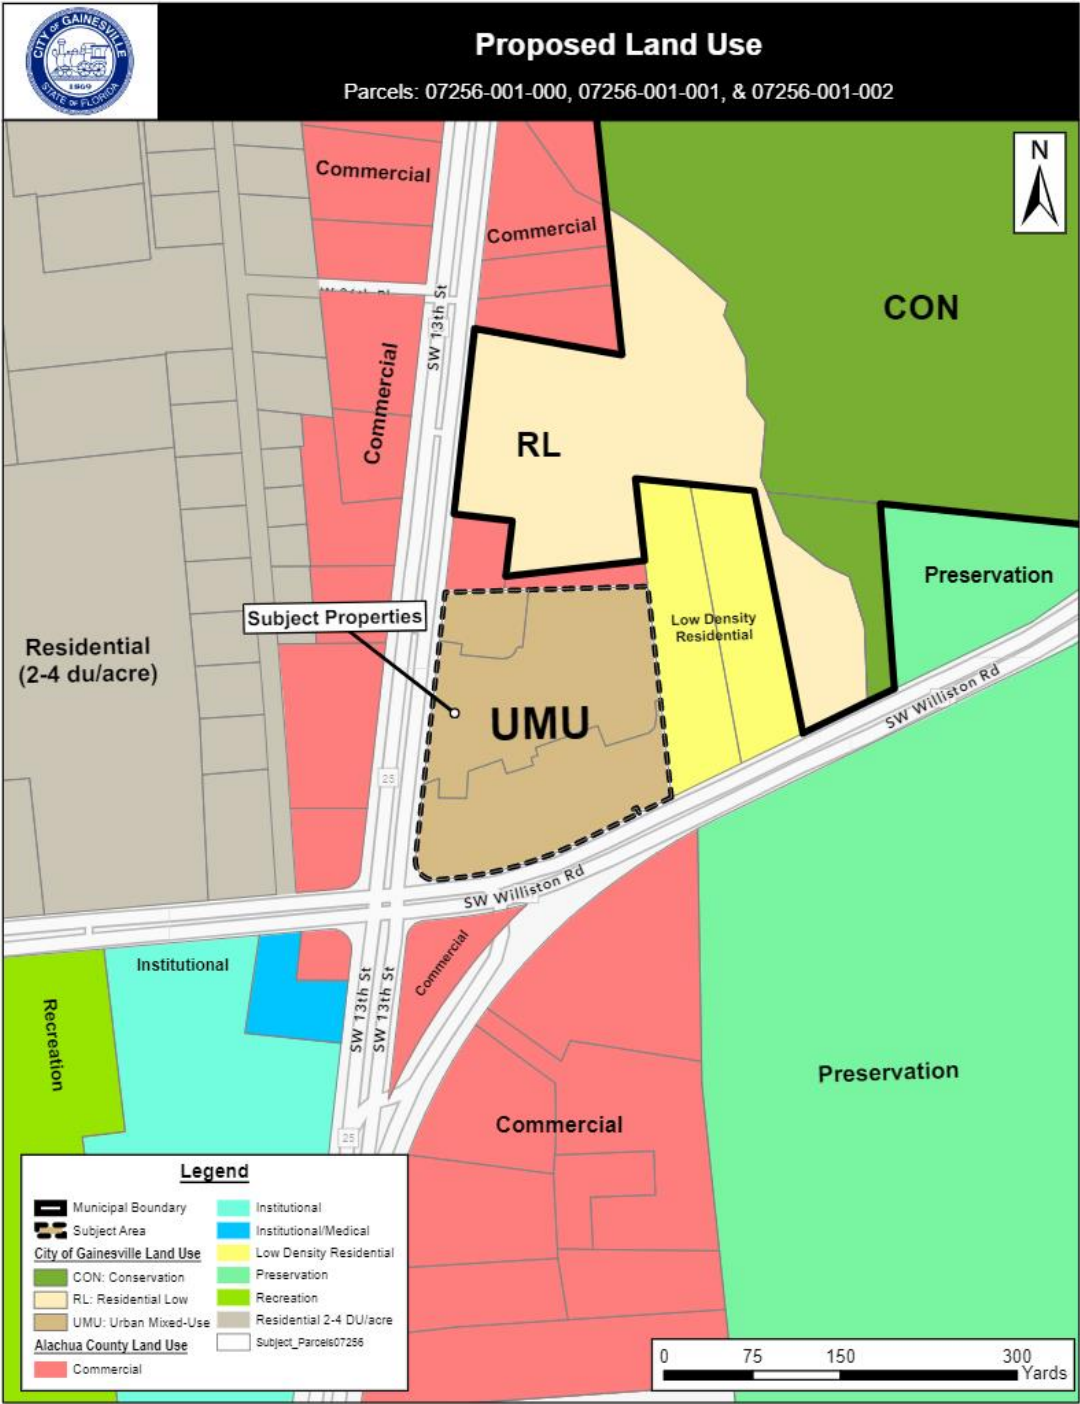 CITY OF GAINESVILLE
1869
STATE OF FLORIDA
Proposed Land Use
Parcels: 07256-001-000, 07256-001-001, & 07256-001-002
N
Commercial
Commercial
CON
SW 13th St
Commercial
RL
Preservation
Subject Properties
Low Density
Residential
Residential
(2-4 du/acre)
UMU
SW Williston Rd
25
SW Williston Rd
Institutional
Commercial
Recreation
SW 13th St
SW 13th St
Preservation
Commercial
25
Legend
Municipal Boundary
Subject Area
City of Gainesville Land Use
CON: Conservation
RL: Residential Low
UMU: Urban Mixed-Use
Alachua County Land Use
Commercial
Institutional
Institutional/Medical
Low Density Residential
Preservation
Recreation
Residential 2-4 DU/acre
Subject_Parcels07256
0 75 150 300
Yards